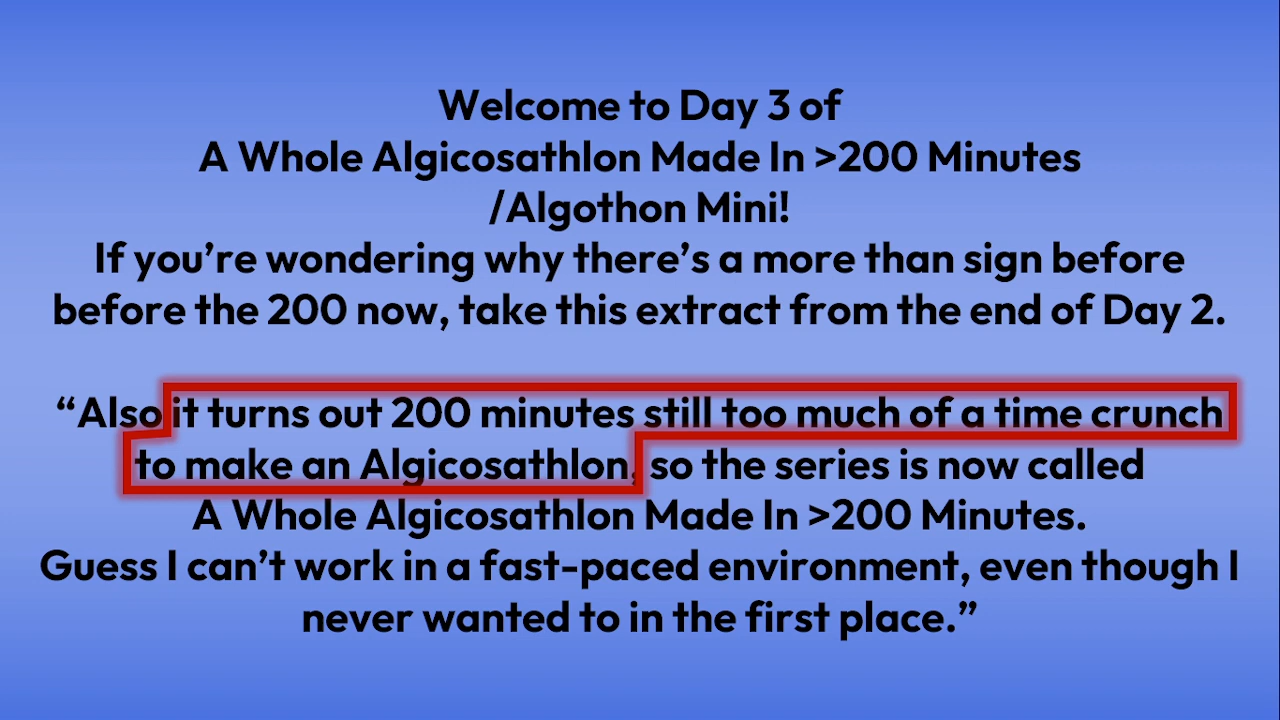 Welcome to Day 3 of
A Whole Algicosathlon Made In >200 Minutes
/Algothon Mini!
If you’re wondering why there’s a more than sign before
before the 200 now, take this extract from the end of Day 2.
“Also it turns out 200 minutes still too much of a time crunch
to make an Algicosathlon, so the series is now called
A Whole Algicosathlon Made In >200 Minutes.
Guess I can’t work in a fast-paced environment, even though I
never wanted to in the first place.”